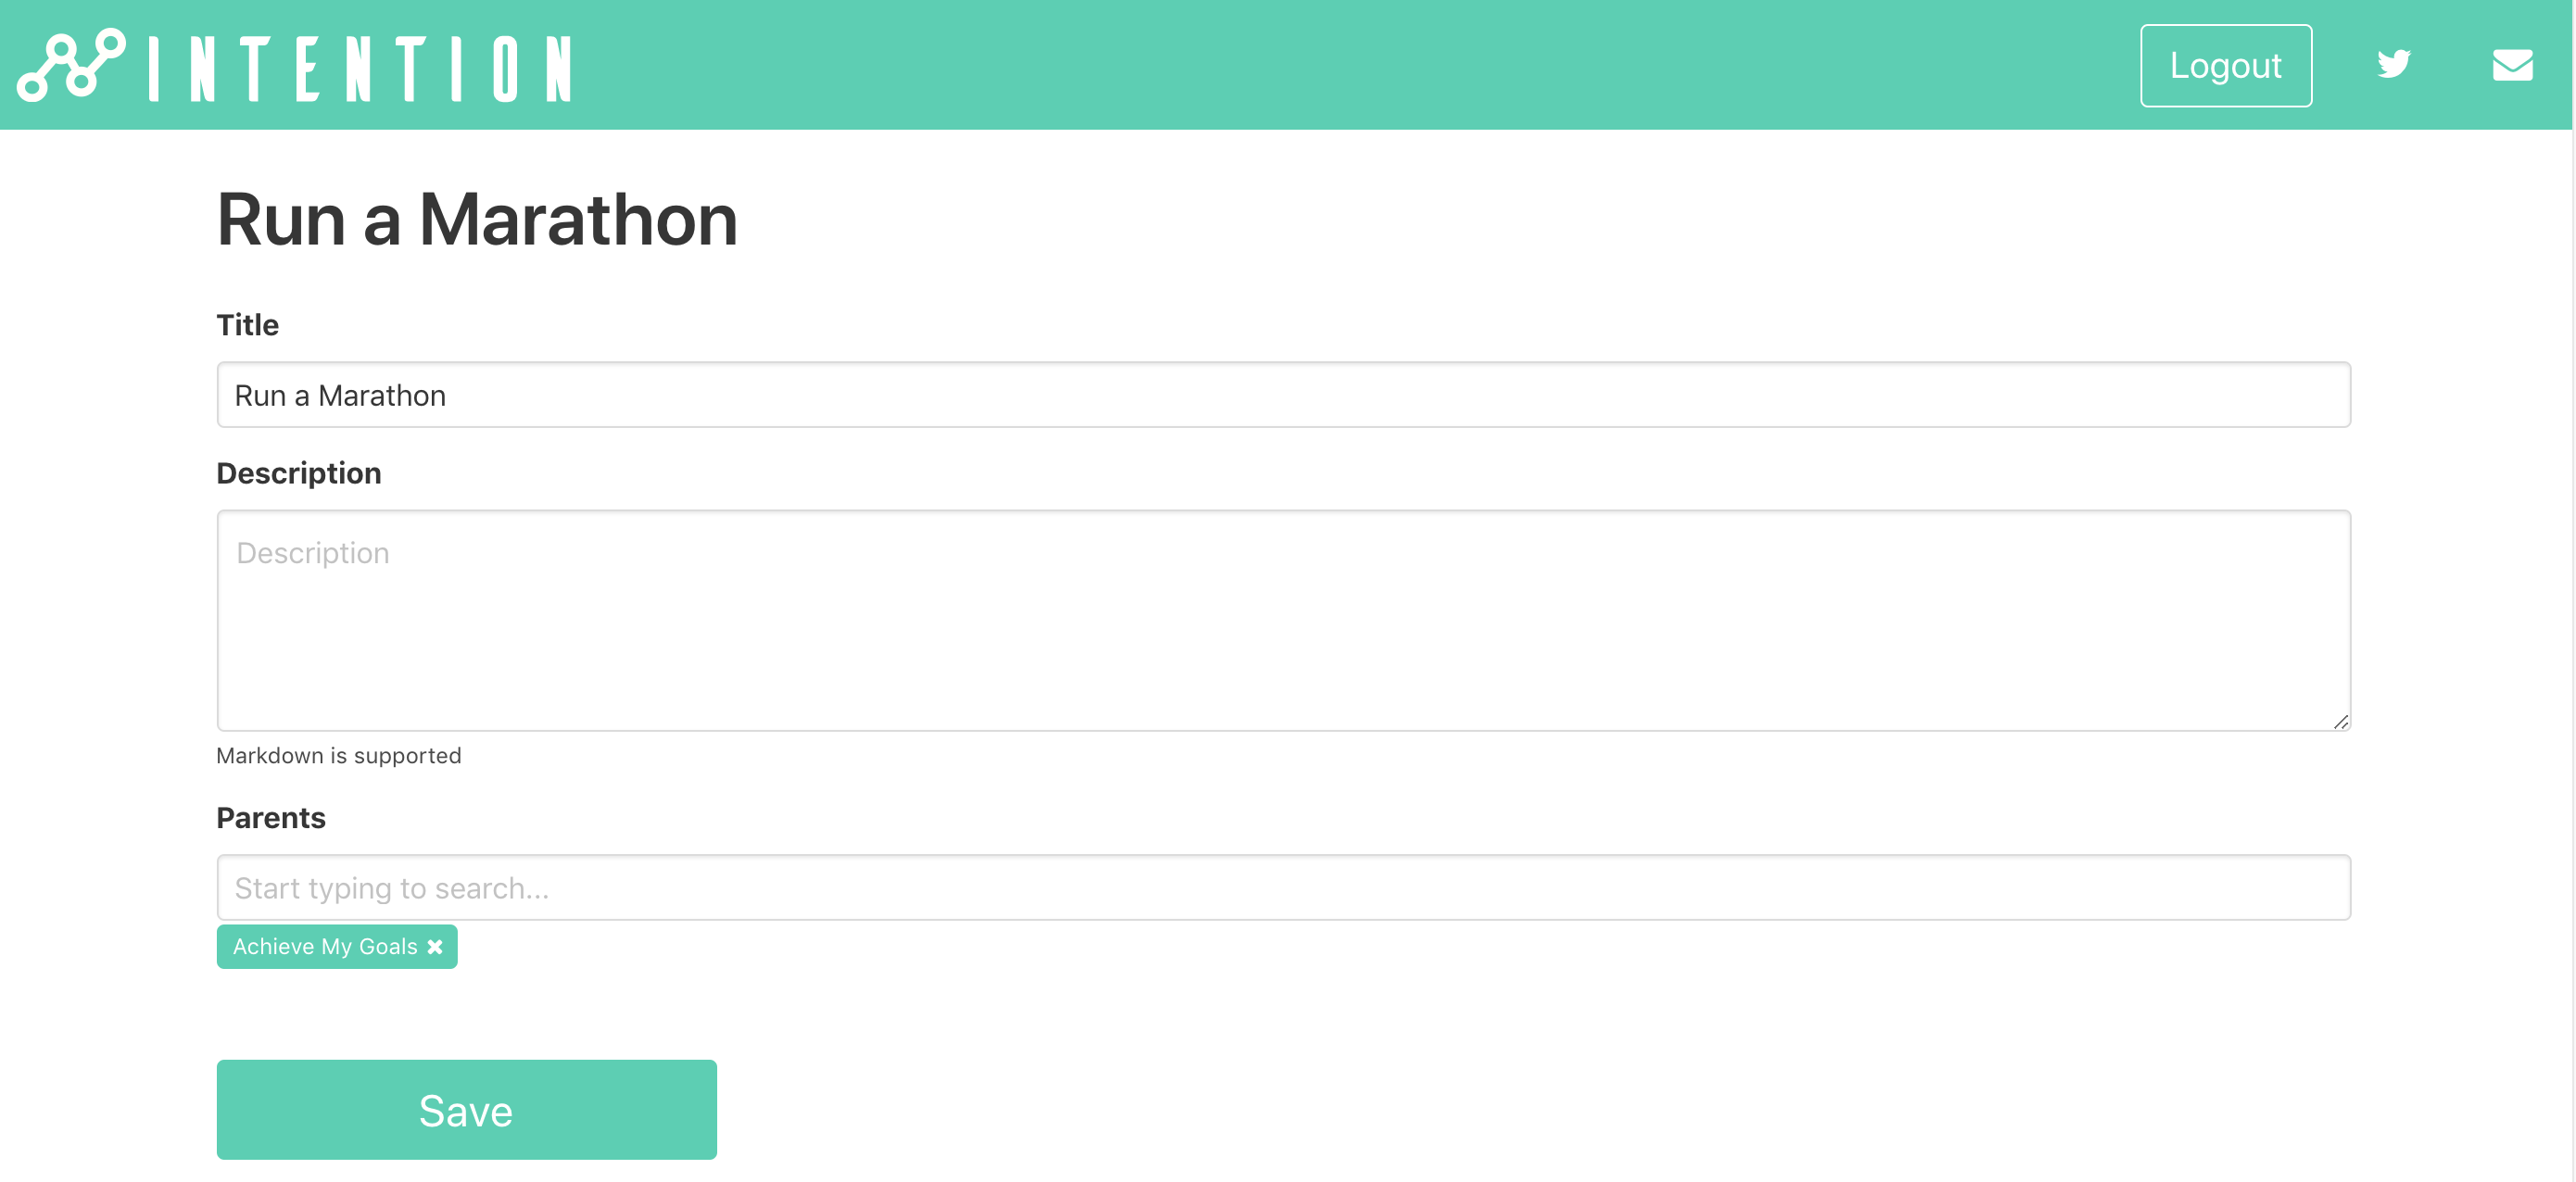 INTENTION
Logout
Run a Marathon
Title
Run a Marathon
Description
Description
Markdown is supported
Parents
Start typing to search...
Achieve My Goals
Save